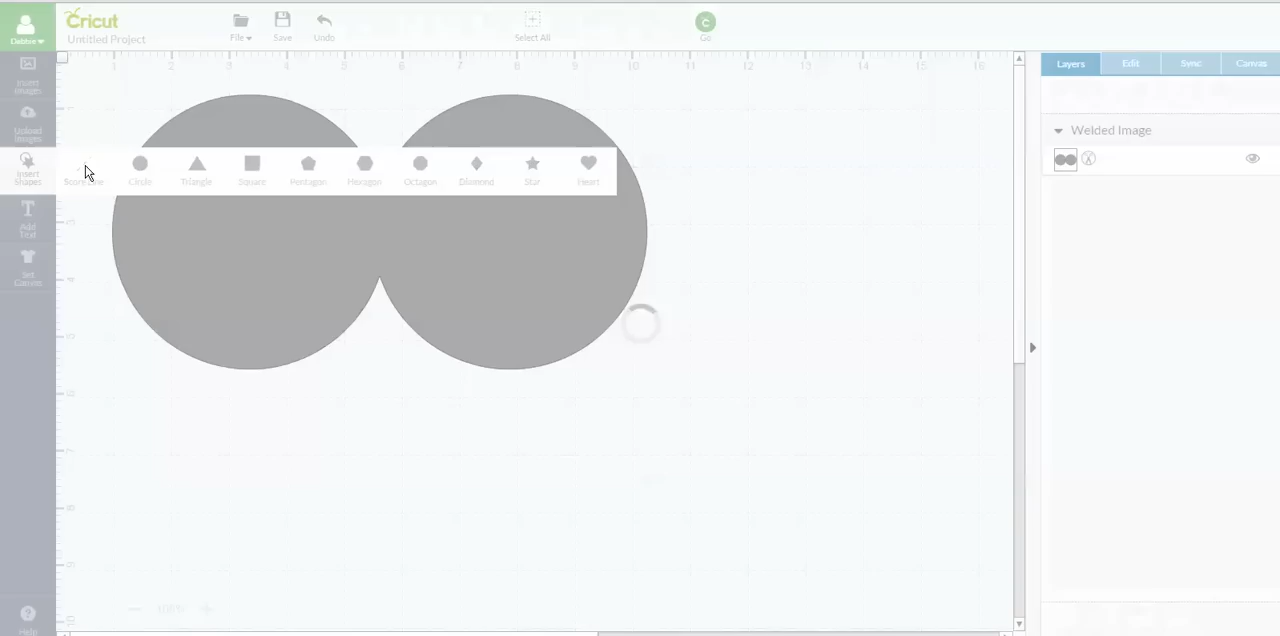 Cricut
Untitled Project
Debbie
File
Save
Undo
Select All
Go
Insert
Images
Upload
Images
Insert
Shapes
Add
Text
Set
Canvas
Help
Score Line
Circle
Triangle
Square
Pentagon
Hexagon
Octagon
Diamond
Star
Heart
1 2 3 4 5 6 7 8 9 10 11 12 13 14 15 16
100%
Layers
Edit
Sync
Canvas
Welded Image